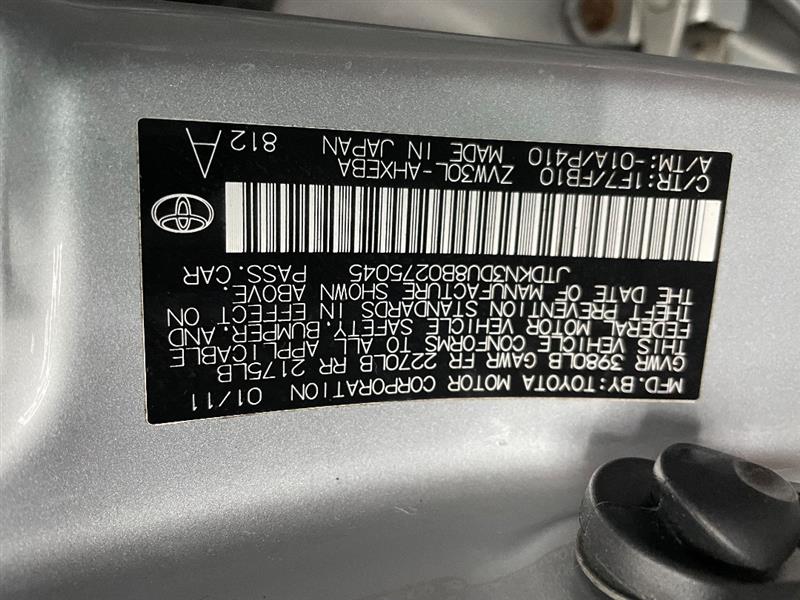 MFD. BY: TOYOTA MOTOR CORPORATION 01/11
GVWR 3980LB GAWR FR 2270LB RR 2175LB
THIS VEHICLE CONFORMS TO ALL APPLICABLE
FEDERAL MOTOR VEHICLE SAFETY, BUMPER, AND
THEFT PREVENTION STANDARDS IN EFFECT ON
THE DATE OF MANUFACTURE SHOWN ABOVE.
JTDKN3DU8B0275045 PASS. CAR
C/TR: 1F7/FB10 ZVW30L-AHXEBA A 812
A/TM: -01A/P410 MADE IN JAPAN